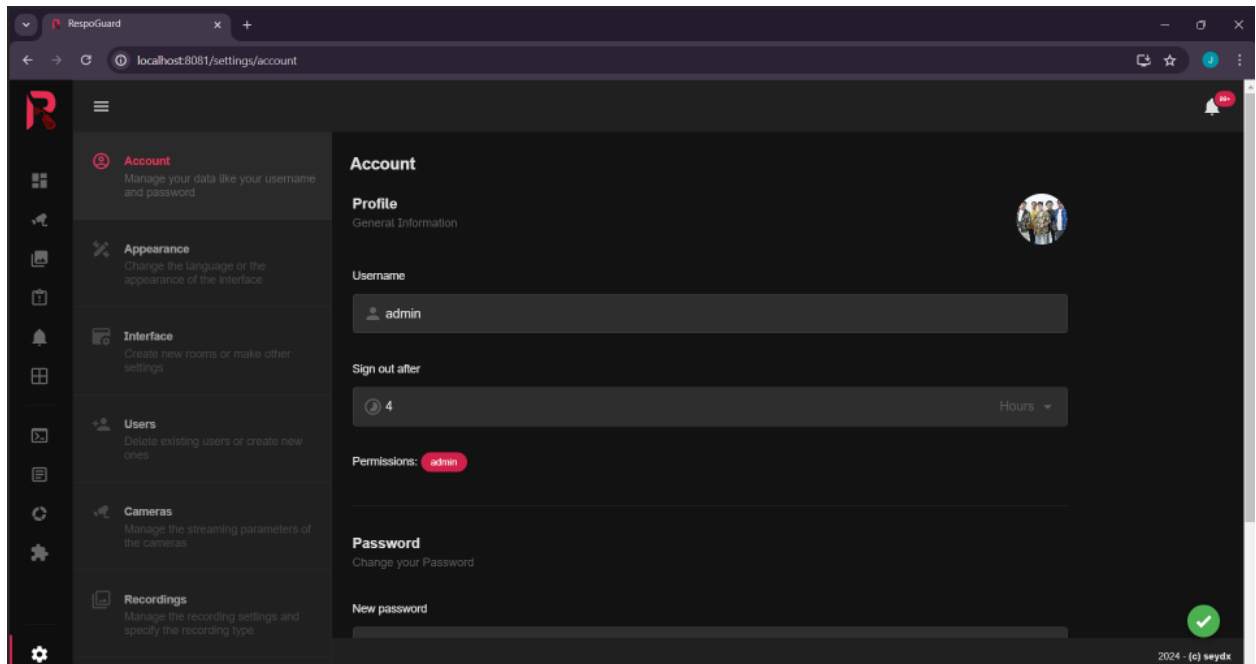 RespoGuard
localhost:8081/settings/account
J
99+
Account
Manage your data like your username
and password
Appearance
Change the language or the
appearance of the interface
Interface
Create new rooms or make other
settings
Users
Delete existing users or create new
ones
Cameras
Manage the streaming parameters of
the cameras
Recordings
Manage the recording settings and
specify the recording type
Account
Profile
General Information
Username
admin
Sign out after
4 Hours
Permissions: admin
Password
Change your Password
New password
2024 - (c) seydx